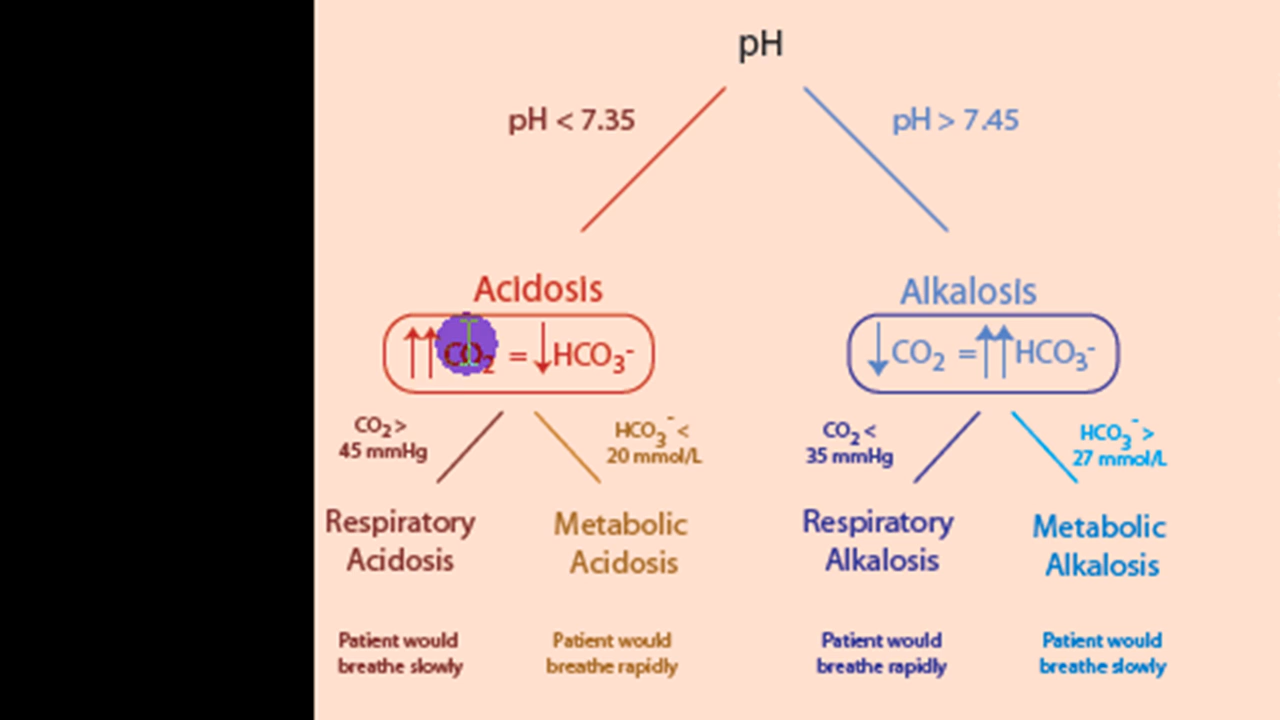 pH
pH < 7.35
pH > 7.45
Acidosis
Alkalosis
↑↑CO₂ = ↓HCO₃⁻
↓CO₂ = ↑↑HCO₃⁻
CO₂ >
45 mmHg
HCO₃⁻ <
20 mmol/L
CO₂ <
35 mmHg
HCO₃⁻ >
27 mmol/L
Respiratory
Acidosis
Metabolic
Acidosis
Respiratory
Alkalosis
Metabolic
Alkalosis
Patient would
breathe slowly
Patient would
breathe rapidly
Patient would
breathe rapidly
Patient would
breathe slowly